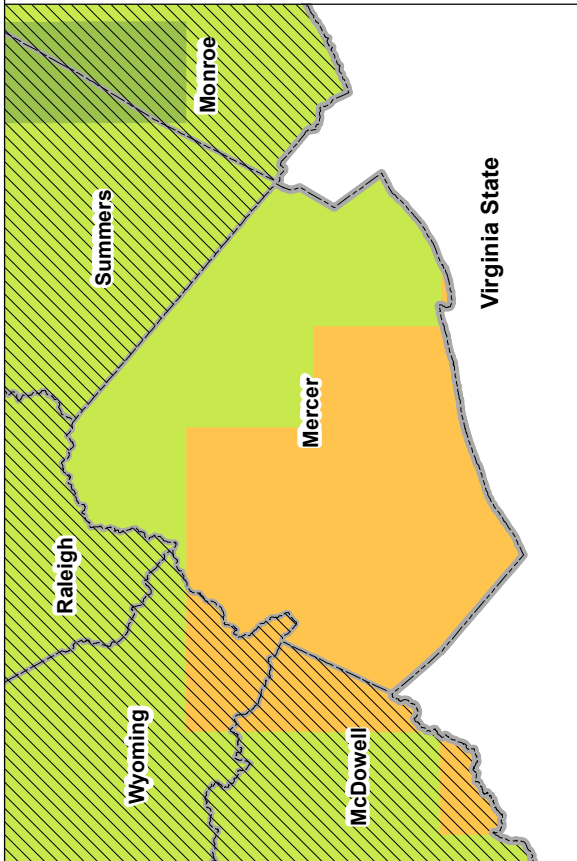 Monroe
Summers
Virginia State
Mercer
Raleigh
Wyoming
McDowell